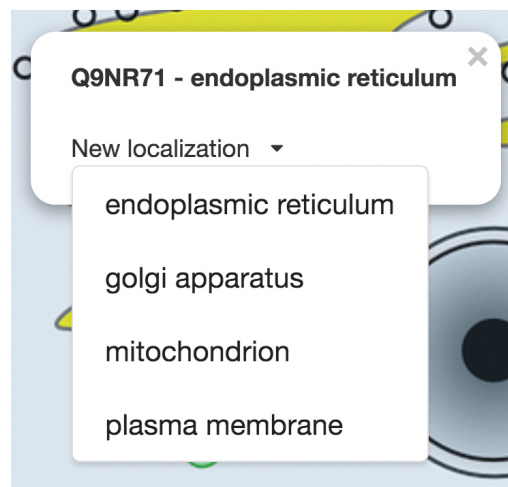 Q9NR71 - endoplasmic reticulum
New localization
endoplasmic reticulum
golgi apparatus
mitochondrion
plasma membrane